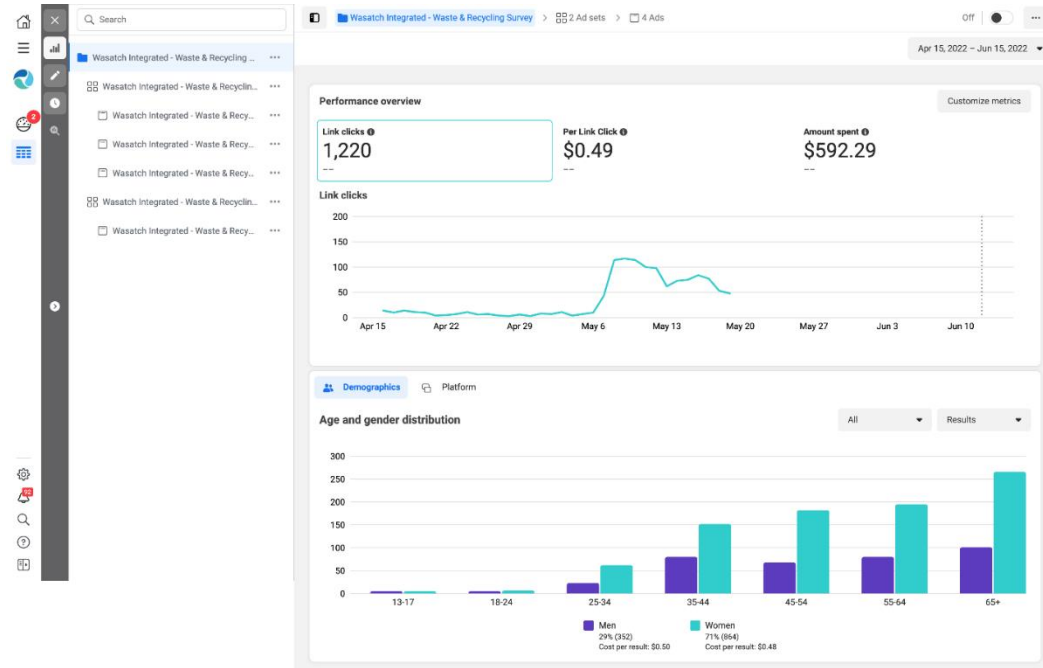 Search
Wasatch Integrated - Waste & Recycling Survey > 2 Ad sets > 4 Ads
Off
Apr 15, 2022 – Jun 15, 2022
Wasatch Integrated - Waste & Recycling ...
Wasatch Integrated - Waste & Recyclin...
Wasatch Integrated - Waste & Recy...
Wasatch Integrated - Waste & Recy...
Wasatch Integrated - Waste & Recy...
Wasatch Integrated - Waste & Recyclin...
Wasatch Integrated - Waste & Recy...
2
Performance overview
Customize metrics
Link clicks
1,220
--
Per Link Click
$0.49
--
Amount spent
$592.29
--
Link clicks
200
150
100
50
0
Apr 15 Apr 22 Apr 29 May 6 May 13 May 20 May 27 Jun 3 Jun 10
Demographics Platform
Age and gender distribution
All Results
300
250
200
150
100
50
0
13-17 18-24 25-34 35-44 45-54 55-64 65+
Men
29% (352)
Cost per result: $0.50
Women
71% (864)
Cost per result: $0.48